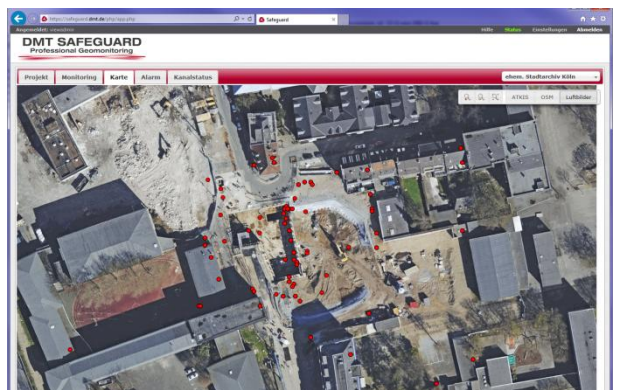 https://safeguard.dmt.de/php/app.php
Safeguard
Angemeldet:
Hilfe Status Einstellungen Abmelden
DMT SAFEGUARD
Professional Geomonitoring
Projekt Monitoring Karte Alarm Kanalstatus
ehem. Stadtarchiv Köln
ATKIS OSM Luftbilder